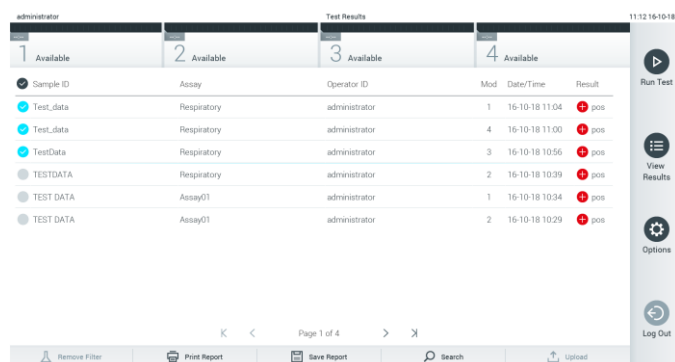 administrator Test Results 11:12 16-10-18
1 Available 2 Available 3 Available 4 Available
Run Test
Sample ID Assay Operator ID Mod Date/Time Result
Test_data Respiratory administrator 1 16-10-18 11:04 pos
Test_data Respiratory administrator 4 16-10-18 11:00 pos
TestData Respiratory administrator 3 16-10-18 10:56 pos
TESTDATA Respiratory administrator 2 16-10-18 10:39 pos
TEST DATA Assay01 administrator 1 16-10-18 10:34 pos
TEST DATA Assay01 administrator 2 16-10-18 10:29 pos
View
Results
Options
Log Out
Page 1 of 4
Remove Filter Print Report Save Report Search Upload